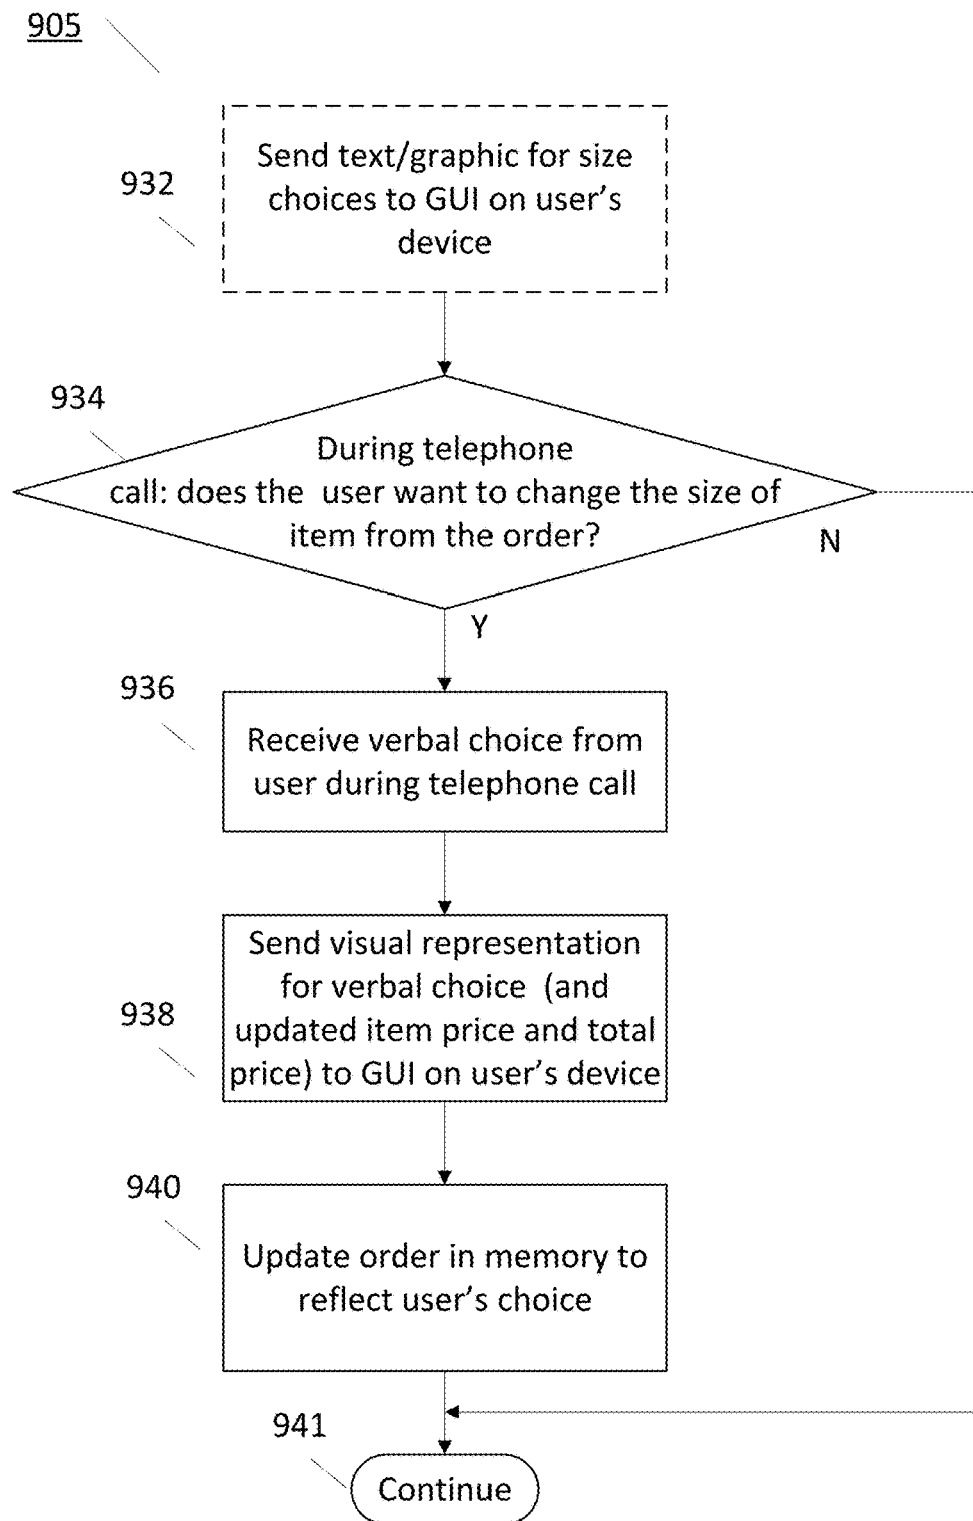 905
932
Send text/graphic for size
choices to GUI on user's
device
934
During telephone
call: does the  user want to change the size of
item from the order?
N
Y
936
Receive verbal choice from
user during telephone call
938
Send visual representation
for verbal choice  (and
updated item price and total
price) to GUI on user's device
940
Update order in memory to
reflect user's choice
941
Continue